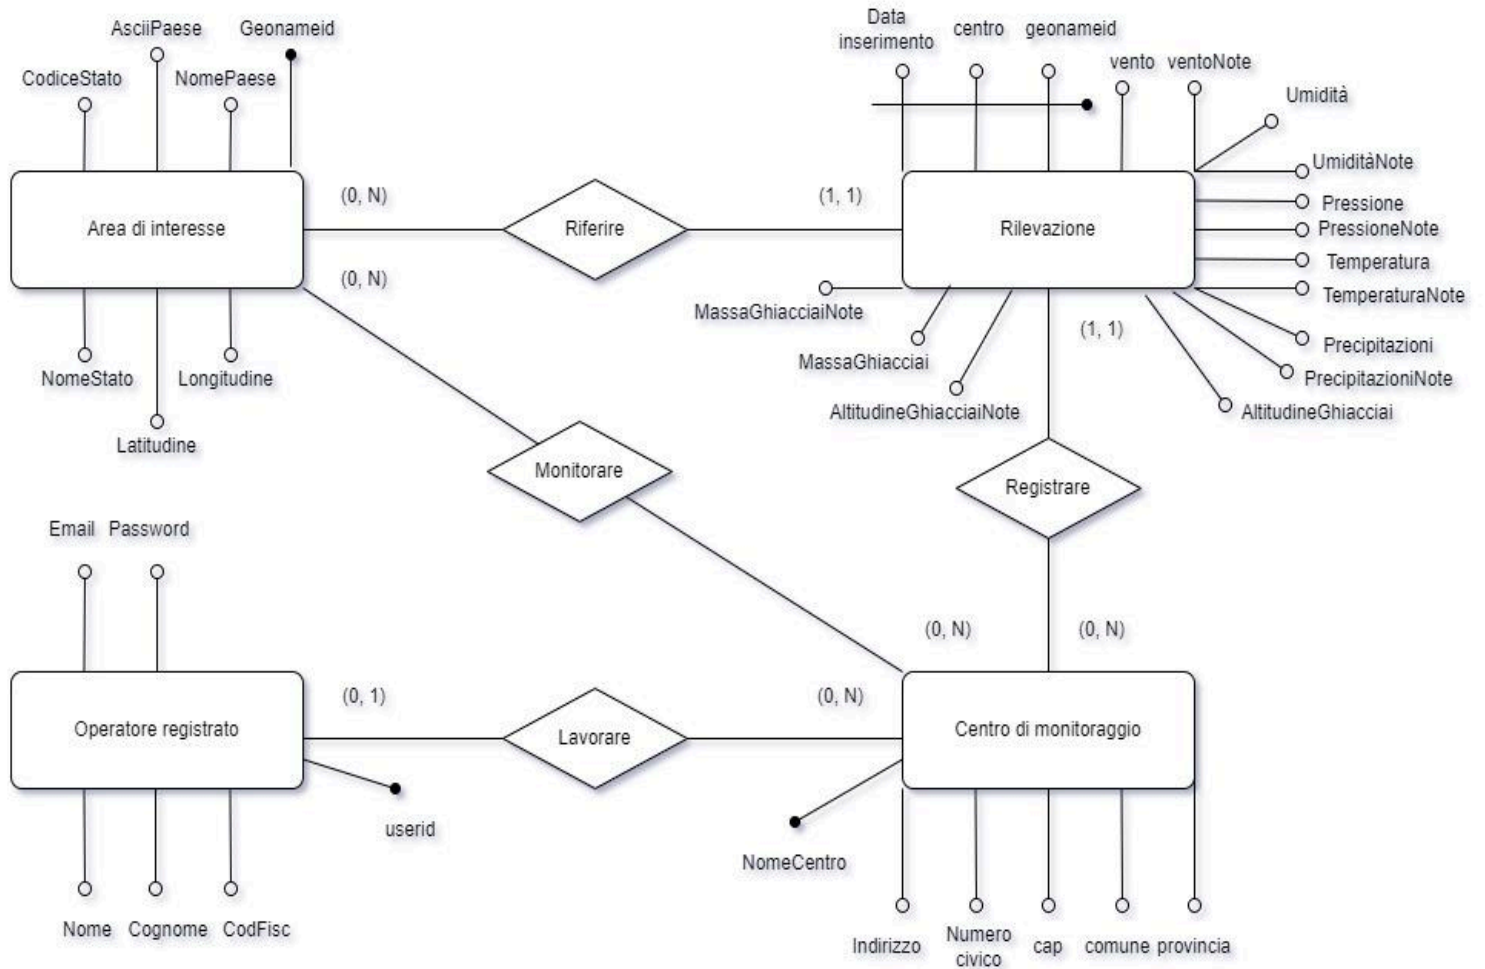 AsciiPaese
Geonameid
CodiceStato
NomePaese
Area di interesse
NomeStato
Longitudine
Latitudine
(0, N)
(0, N)
Riferire
(1, 1)
Data
inserimento
centro
geonameid
vento
ventoNote
Umidità
UmiditàNote
Pressione
PressioneNote
Temperatura
TemperaturaNote
Precipitazioni
PrecipitazioniNote
AltitudineGhiacciai
Rilevazione
MassaGhiacciaiNote
MassaGhiacciai
AltitudineGhiacciaiNote
(1, 1)
Monitorare
Registrare
(0, N)
(0, N)
Email
Password
Operatore registrato
(0, 1)
Lavorare
(0, N)
Centro di monitoraggio
userid
NomeCentro
Nome
Cognome
CodFisc
Indirizzo
Numero
civico
cap
comune
provincia